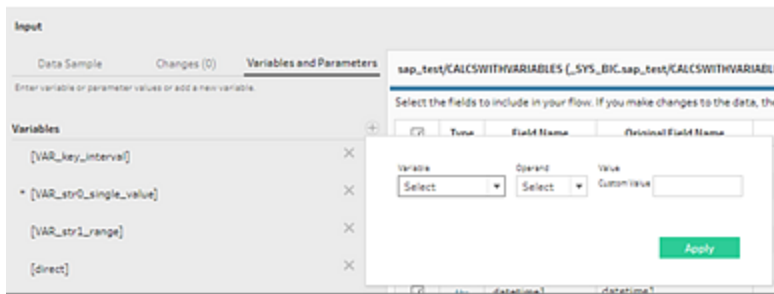 Input
Data Sample Changes (0) Variables and Parameters
Enter variable or parameter values or add a new variable.
Variables
[VAR_key_interval]
* [VAR_str0_single_value]
[VAR_str1_range]
[direct]
sap_test/CALCSWITHVARIABLES (_SYS_BIC.sap_test/CALCSWITHVARIABL
Select the fields to include in your flow. If you make changes to the data, th
Type Field Name Original Field Name
Variable Operand Value
Select Select Custom Value
Apply
datetime1 datetime1